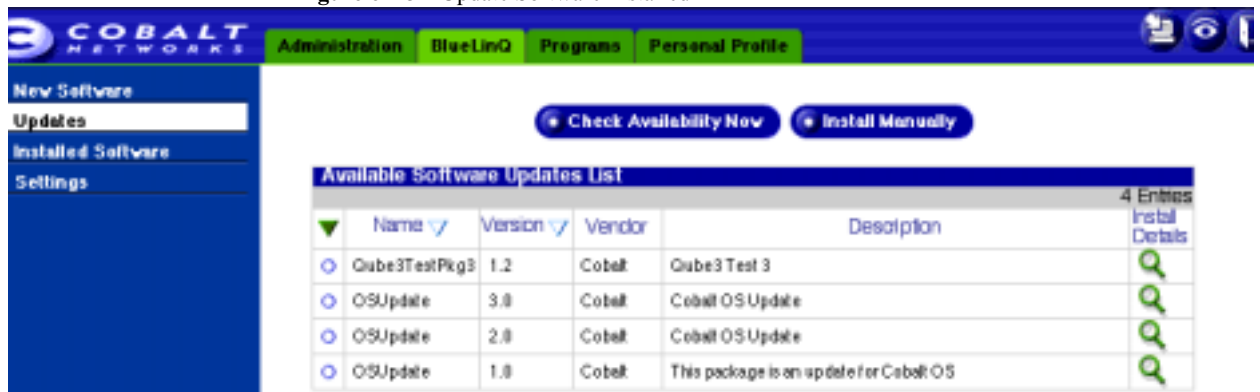 COBALT
NETWORKS
Administration BlueLinQ Programs Personal Profile
New Software
Updates
Installed Software
Settings
Check Availability Now Install Manually
Available Software Updates List
4 Entries
Name Version Vendor Description Install Details
Qube3TestPkg3 1.2 Cobalt Qube3 Test 3
OSUpdate 3.0 Cobalt Cobalt OS Update
OSUpdate 2.0 Cobalt Cobalt OS Update
OSUpdate 1.0 Cobalt This package is an update for Cobalt OS